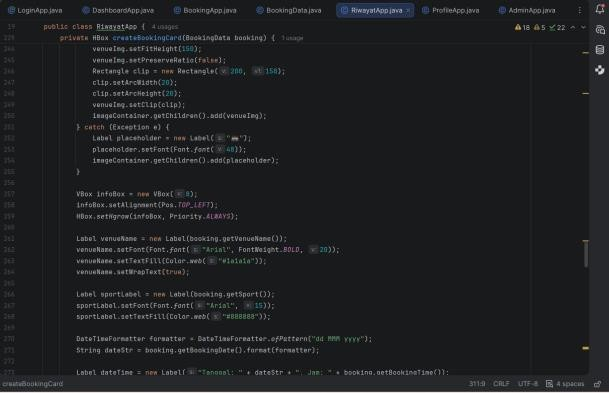 LoginApp.java DashboardApp.java BookingApp.java BookingData.java RiwayatApp.java × ProfileApp.java AdminApp.java
19 public class RiwayatApp { 4 usages 18 5 22
229 private HBox createBookingCard(BookingData booking) { 1 usage
244 venueImg.setFitHeight(150);
245 venueImg.setPreserveRatio(false);
246 Rectangle clip = new Rectangle( v: 200, v1: 150);
247 clip.setArcWidth(20);
248 clip.setArcHeight(20);
249 venueImg.setClip(clip);
250 imageContainer.getChildren().add(venueImg);
251 } catch (Exception e) {
252 Label placeholder = new Label( s: "");
253 placeholder.setFont(Font.font( v: 48));
254 imageContainer.getChildren().add(placeholder);
255 }
256
257 VBox infoBox = new VBox( v: 8);
258 infoBox.setAlignment(Pos.TOP_LEFT);
259 HBox.setHgrow(infoBox, Priority.ALWAYS);
260
261 Label venueName = new Label(booking.getVenueName());
262 venueName.setFont(Font.font( s: "Arial", FontWeight.BOLD, v: 20));
263 venueName.setTextFill(Color.web( s: "#1a1a1a"));
264 venueName.setWrapText(true);
265
266 Label sportLabel = new Label(booking.getSport());
267 sportLabel.setFont(Font.font( s: "Arial", v: 15));
268 sportLabel.setTextFill(Color.web( s: "#888888"));
269
270 DateTimeFormatter formatter = DateTimeFormatter.ofPattern("dd MMM yyyy");
271 String dateStr = booking.getBookingDate().format(formatter);
272
273 Label dateTime = new Label( s: "Tanggal: " + dateStr + ", Jam: " + booking.getBookingTime());
createBookingCard 311:9 CRLF UTF-8 4 spaces